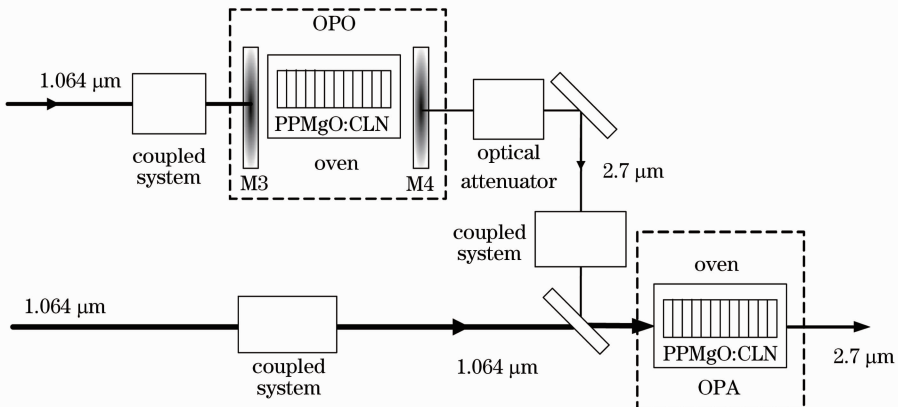 OPO
1.064 μm
PPMgO:CLN
coupled
system
oven
M3
M4
optical
attenuator
2.7 μm
coupled
system
oven
1.064 μm
PPMgO:CLN
1.064 μm
2.7 μm
coupled
system
OPA